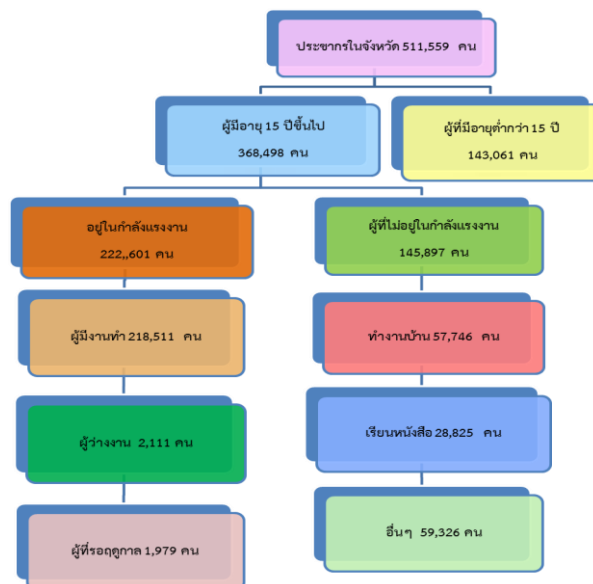 ประชากรในจังหวัด 511,559 คน
ผู้มีอายุ 15 ปีขึ้นไป
368,498 คน
ผู้ที่มีอายุต่ำกว่า 15 ปี
143,061 คน
อยู่ในกำลังแรงงาน
222,,601 คน
ผู้ที่ไม่อยู่ในกำลังแรงงาน
145,897 คน
ผู้มีงานทำ 218,511 คน
ทำงานบ้าน 57,746 คน
ผู้ว่างงาน 2,111 คน
เรียนหนังสือ 28,825 คน
ผู้ที่รอฤดูกาล 1,979 คน
อื่นๆ 59,326 คน